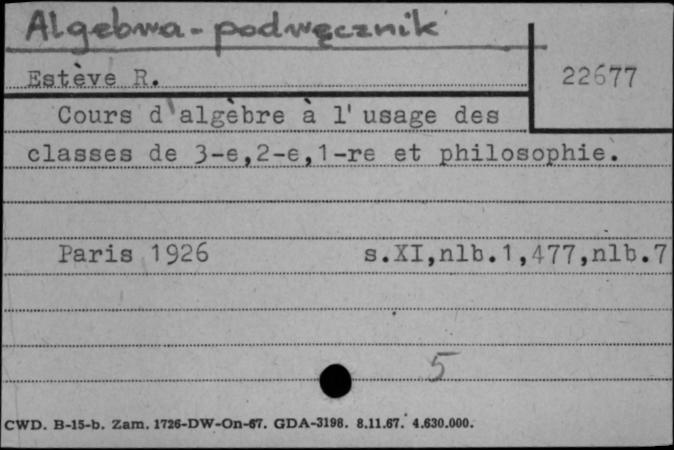 Algebra - podręcznik
Estève R.
22677
Cours d'algèbre à l'usage des
classes de 3-e,2-e,1-re et philosophie.
Paris 1926 s.XI,nlb.1,477,nlb.7
5
CWD. B-15-b. Zam. 1726-DW-On-67. GDA-3198. 8.11.67. 4.630.000.